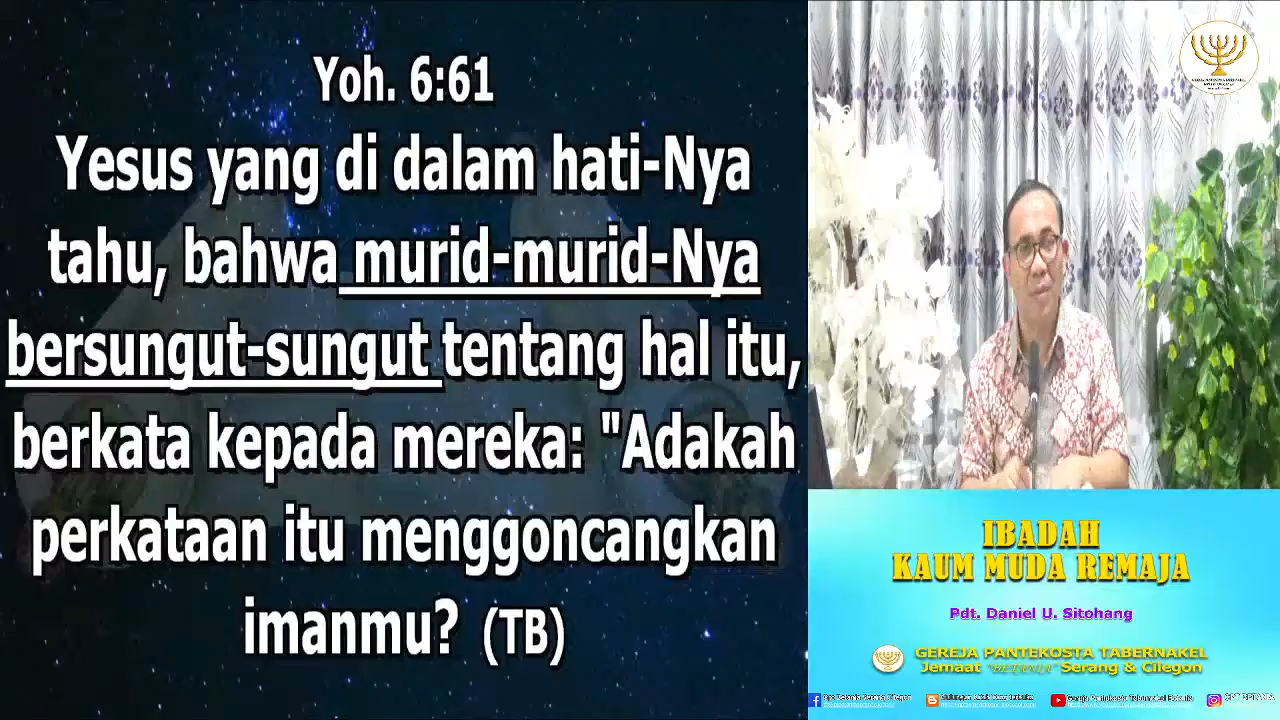 Yoh. 6:61
Yesus yang di dalam hati-Nya
tahu, bahwa murid-murid-Nya
bersungut-sungut tentang hal itu,
berkata kepada mereka: "Adakah
perkataan itu menggoncangkan
imanmu? (TB)
IBADAH
KAUM MUDA REMAJA
Pdt. Daniel U. Sitohang
GEREJA PANTEKOSTA TABERNAKEL
Jemaat "BETANIA" Serang & Cilegon